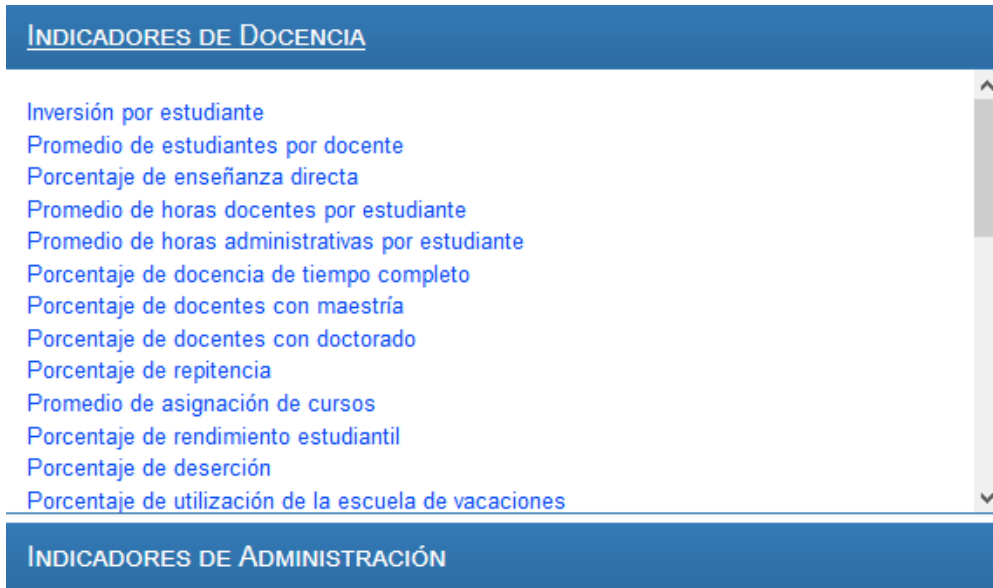 INDICADORES DE DOCENCIA
Inversión por estudiante
Promedio de estudiantes por docente
Porcentaje de enseñanza directa
Promedio de horas docentes por estudiante
Promedio de horas administrativas por estudiante
Porcentaje de docencia de tiempo completo
Porcentaje de docentes con maestría
Porcentaje de docentes con doctorado
Porcentaje de repitencia
Promedio de asignación de cursos
Porcentaje de rendimiento estudiantil
Porcentaje de deserción
Porcentaje de utilización de la escuela de vacaciones
INDICADORES DE ADMINISTRACIÓN